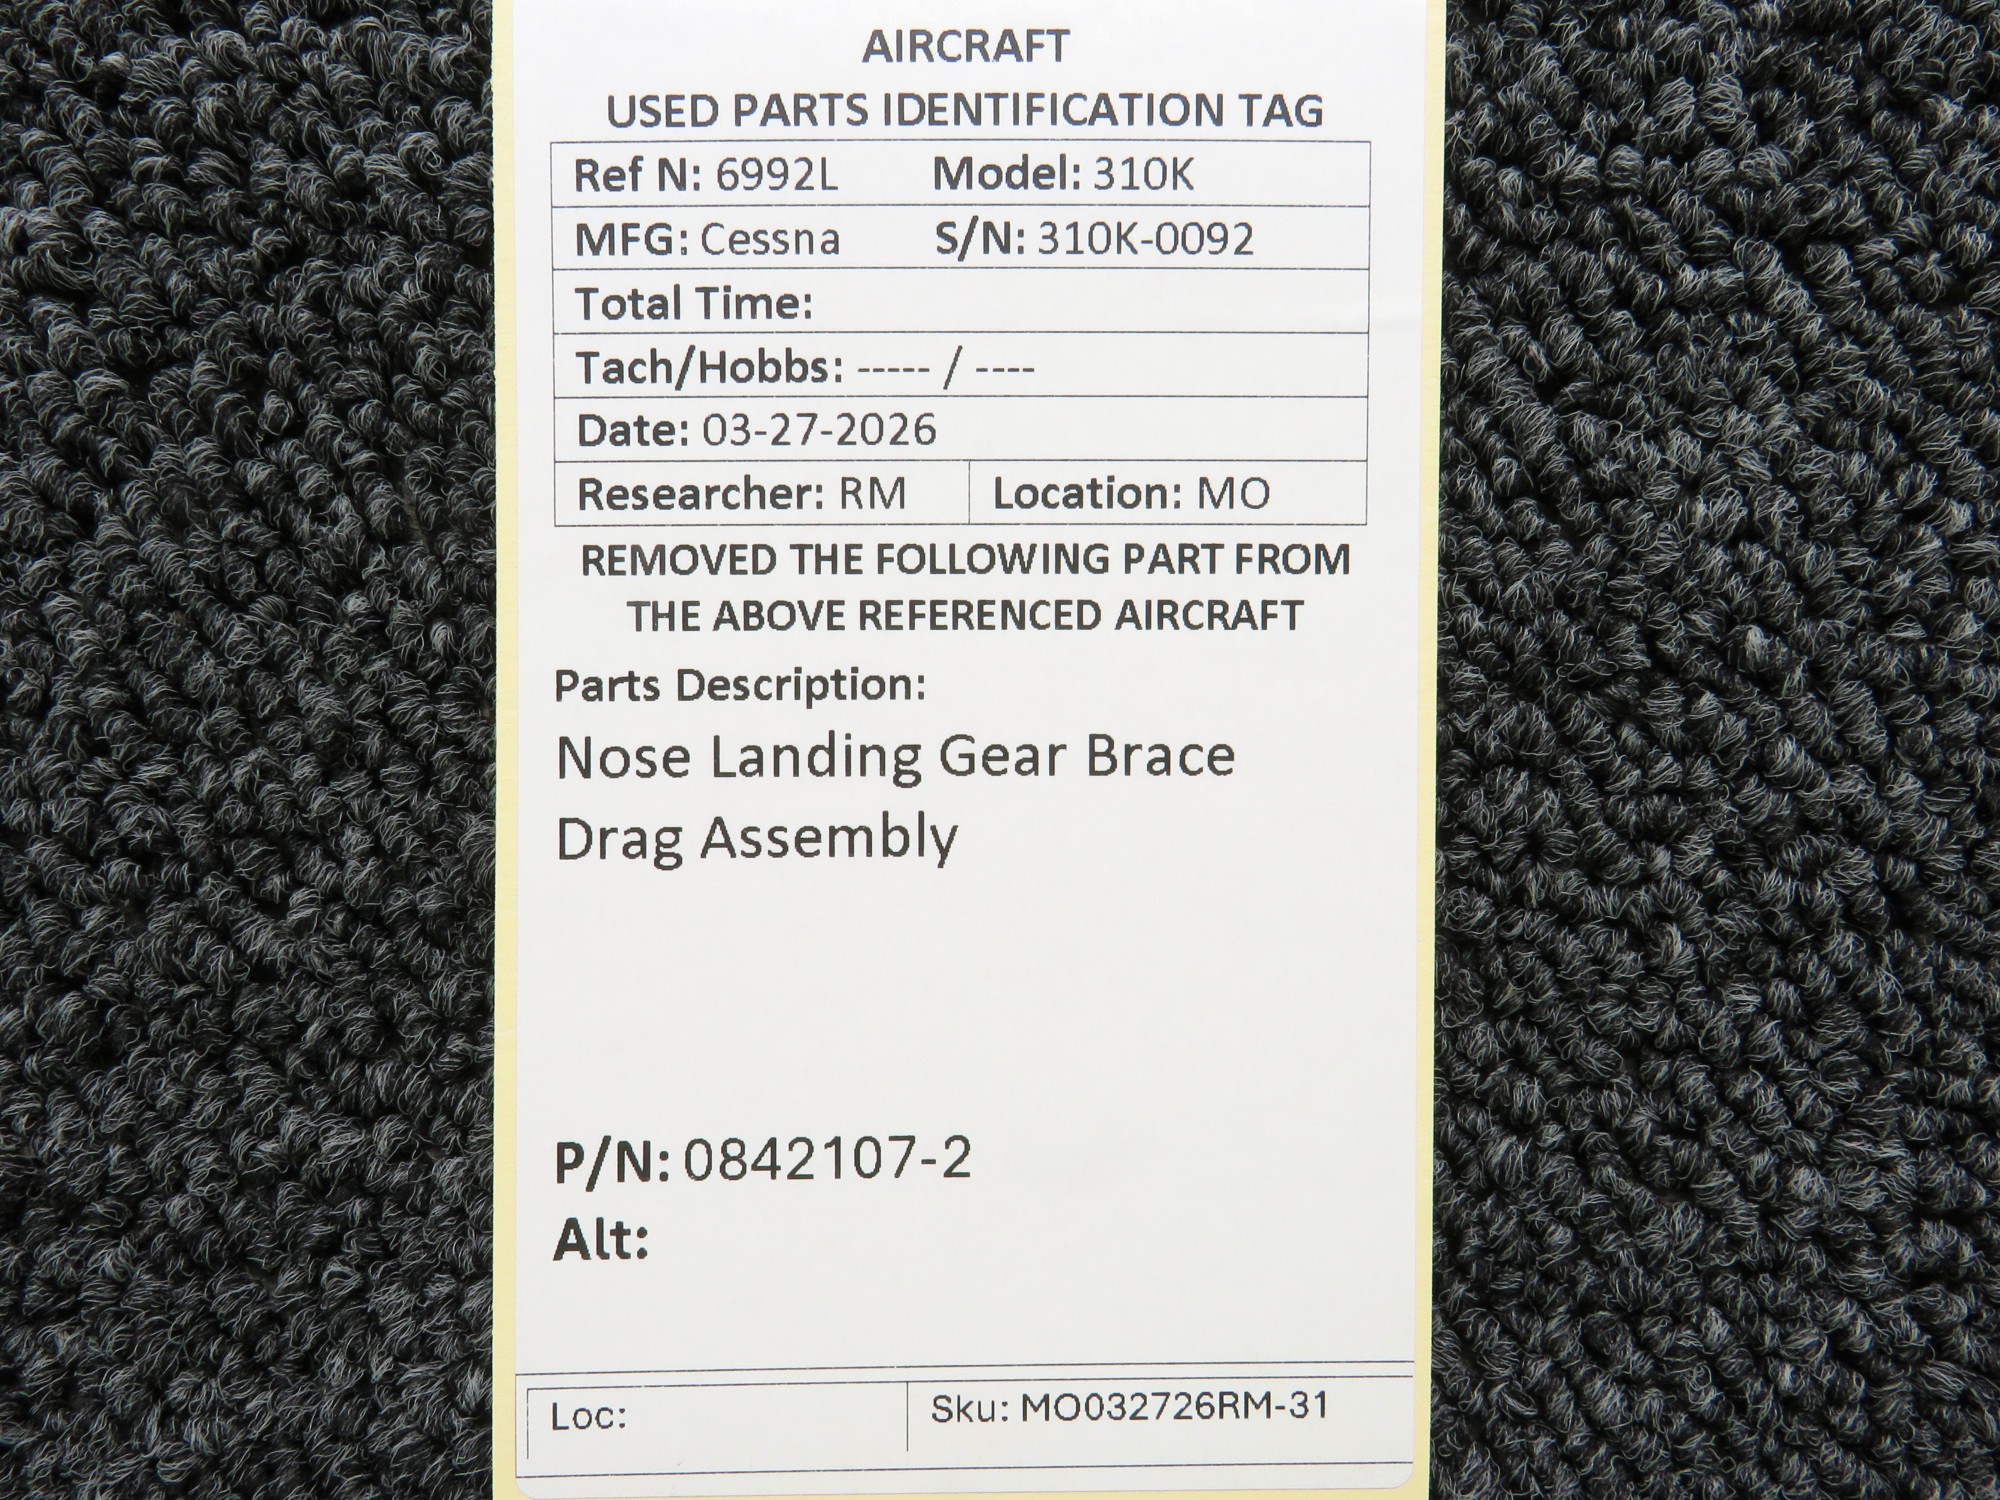 AIRCRAFT
USED PARTS IDENTIFICATION TAG
Ref N: 6992L Model: 310K
MFG: Cessna S/N: 310K-0092
Total Time:
Tach/Hobbs: ----- / ----
Date: 03-27-2026
Researcher: RM Location: MO
REMOVED THE FOLLOWING PART FROM
THE ABOVE REFERENCED AIRCRAFT
Parts Description:
Nose Landing Gear Brace
Drag Assembly
P/N: 0842107-2
Alt:
Loc: Sku: MO032726RM-31